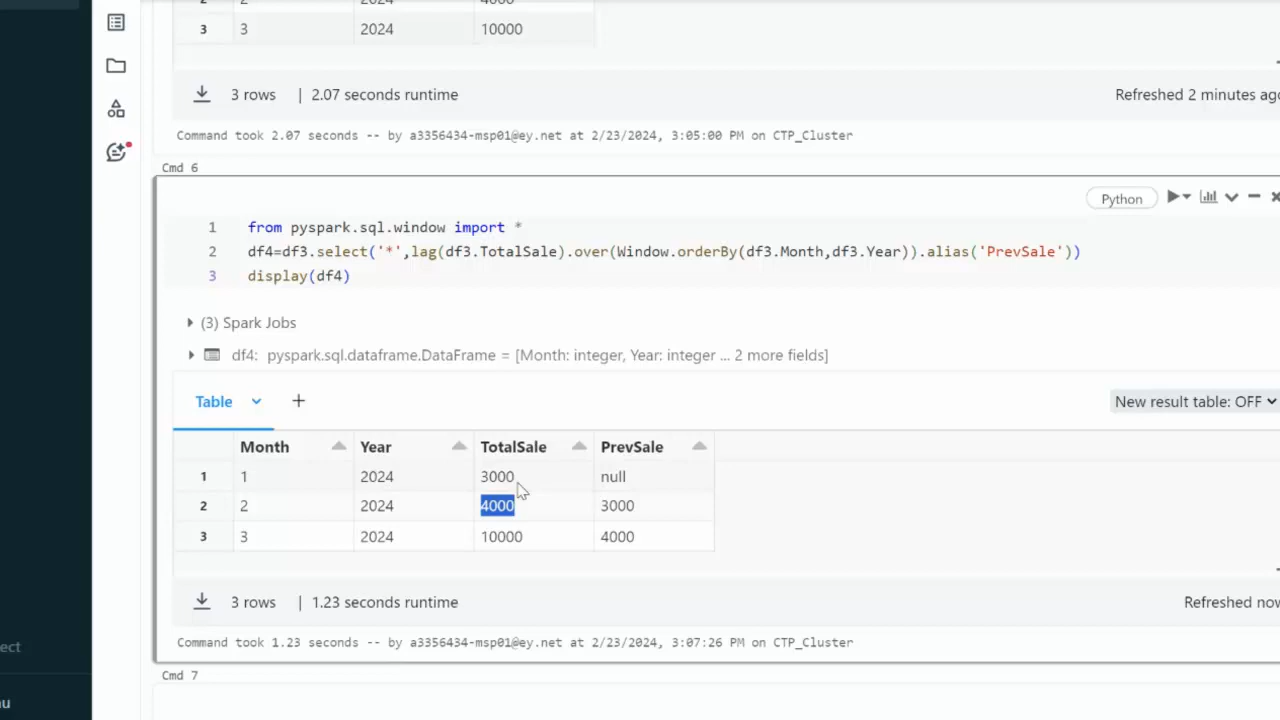 3 3 2024 10000
3 rows | 2.07 seconds runtime Refreshed 2 minutes ago
Command took 2.07 seconds -- by a3356434-msp01@ey.net at 2/23/2024, 3:05:00 PM on CTP_Cluster
Cmd 6
Python
1 from pyspark.sql.window import *
2 df4=df3.select('*',lag(df3.TotalSale).over(Window.orderBy(df3.Month,df3.Year)).alias('PrevSale'))
3 display(df4)
(3) Spark Jobs
df4: pyspark.sql.dataframe.DataFrame = [Month: integer, Year: integer ... 2 more fields]
Table + New result table: OFF
Month Year TotalSale PrevSale
1 1 2024 3000 null
2 2 2024 4000 3000
3 3 2024 10000 4000
3 rows | 1.23 seconds runtime Refreshed now
Command took 1.23 seconds -- by a3356434-msp01@ey.net at 2/23/2024, 3:07:26 PM on CTP_Cluster
ect
Cmd 7